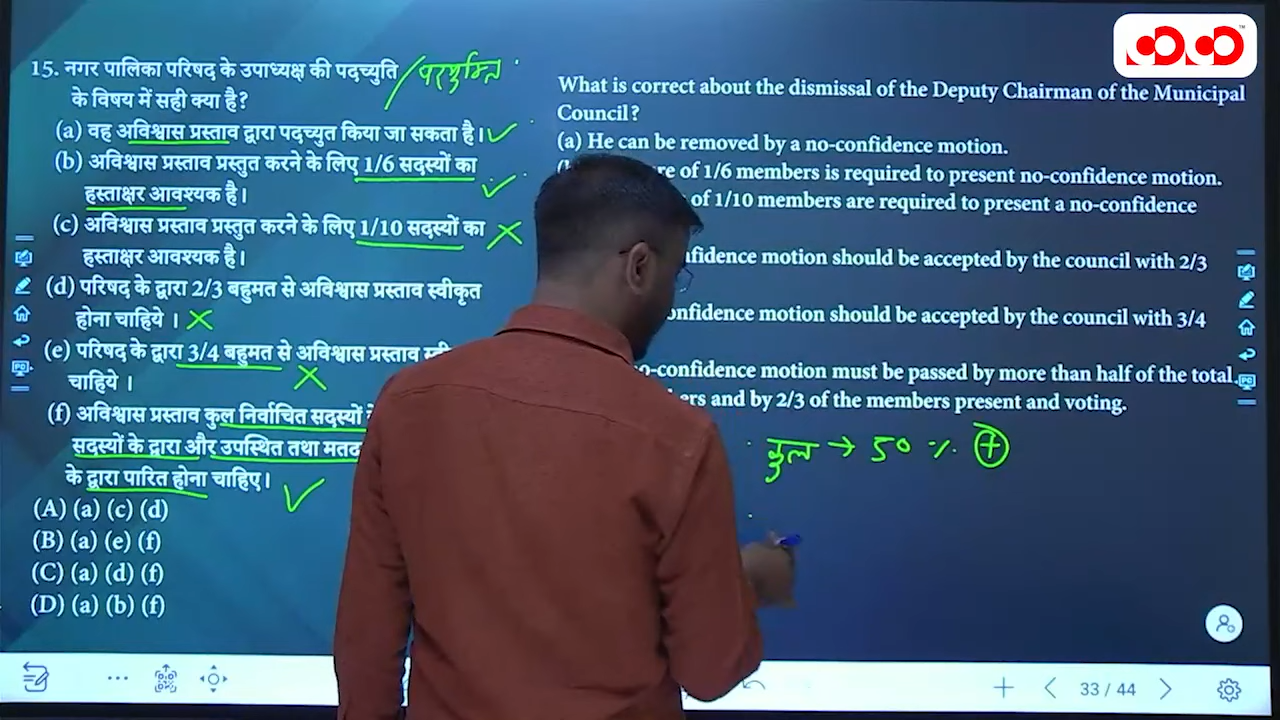 15. नगर पालिका परिषद के उपाध्यक्ष की पदच्युति
के विषय में सही क्या है?
(a) वह अविश्वास प्रस्ताव द्वारा पदच्युत किया जा सकता है।
(b) अविश्वास प्रस्ताव प्रस्तुत करने के लिए 1/6 सदस्यों का
हस्ताक्षर आवश्यक है।
(c) अविश्वास प्रस्ताव प्रस्तुत करने के लिए 1/10 सदस्यों का
हस्ताक्षर आवश्यक है।
(d) परिषद के द्वारा 2/3 बहुमत से अविश्वास प्रस्ताव स्वीकृत
होना चाहिये ।
(e) परिषद के द्वारा 3/4 बहुमत से अविश्वास प्रस्ताव
चाहिये ।
(f) अविश्वास प्रस्ताव कुल निर्वाचित सदस्यों
सदस्यों के द्वारा और उपस्थित तथा
के द्वारा पारित होना चाहिए।
(A) (a) (c) (d)
(B) (a) (e) (f)
(C) (a) (d) (f)
(D) (a) (b) (f)
What is correct about the dismissal of the Deputy Chairman of the Municipal
Council?
(a) He can be removed by a no-confidence motion.
of 1/6 members is required to present no-confidence motion.
of 1/10 members are required to present a no-confidence
motion should be accepted by the council with 2/3
motion should be accepted by the council with 3/4
no-confidence motion must be passed by more than half of the total
and by 2/3 of the members present and voting.
कुल → 50 % +
33 / 44